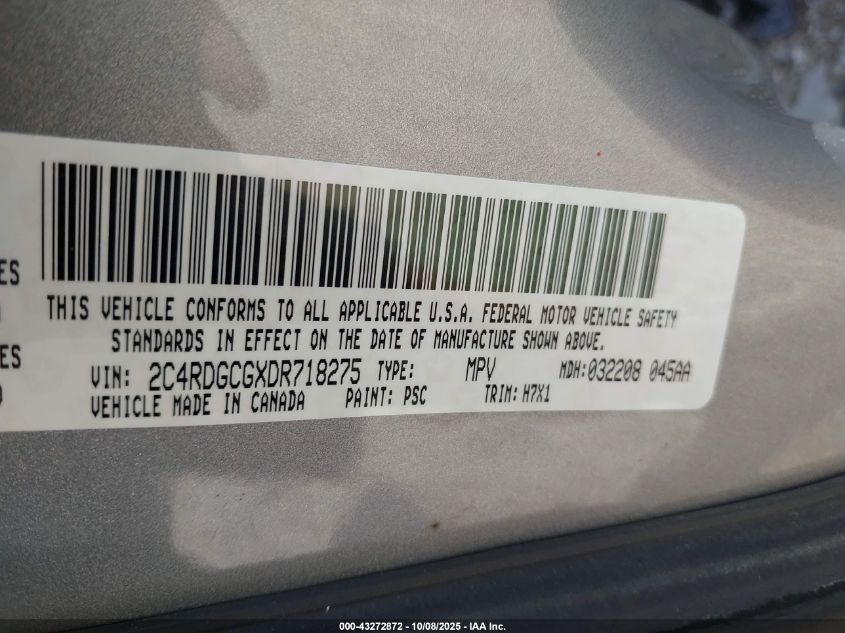 ES
THIS VEHICLE CONFORMS TO ALL APPLICABLE U.S.A. FEDERAL MOTOR VEHICLE SAFETY
STANDARDS IN EFFECT ON THE DATE OF MANUFACTURE SHOWN ABOVE.
ES
VIN: 2C4RDGCGXDR718275 TYPE: MPV MDH:032208 045AA
VEHICLE MADE IN CANADA PAINT: PSC TRIM: H7X1
000-43272872 - 10/08/2025 - IAA Inc.